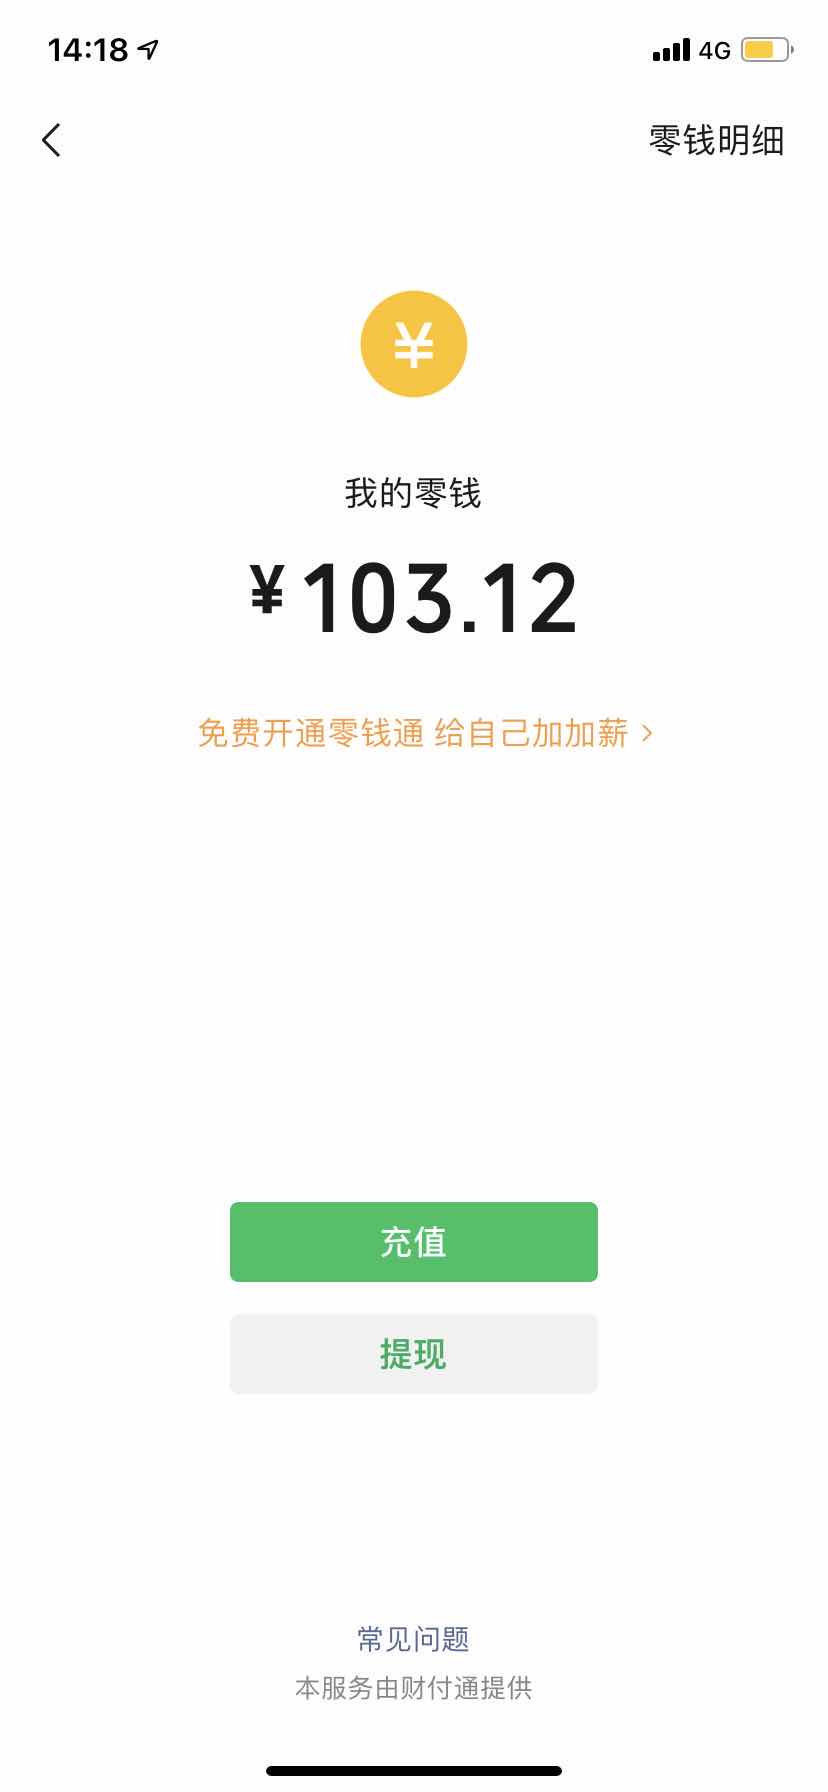 14:18 4G
零钱明细
¥
我的零钱
¥103.12
免费开通零钱通 给自己加加薪
充值
提现
常见问题
本服务由财付通提供